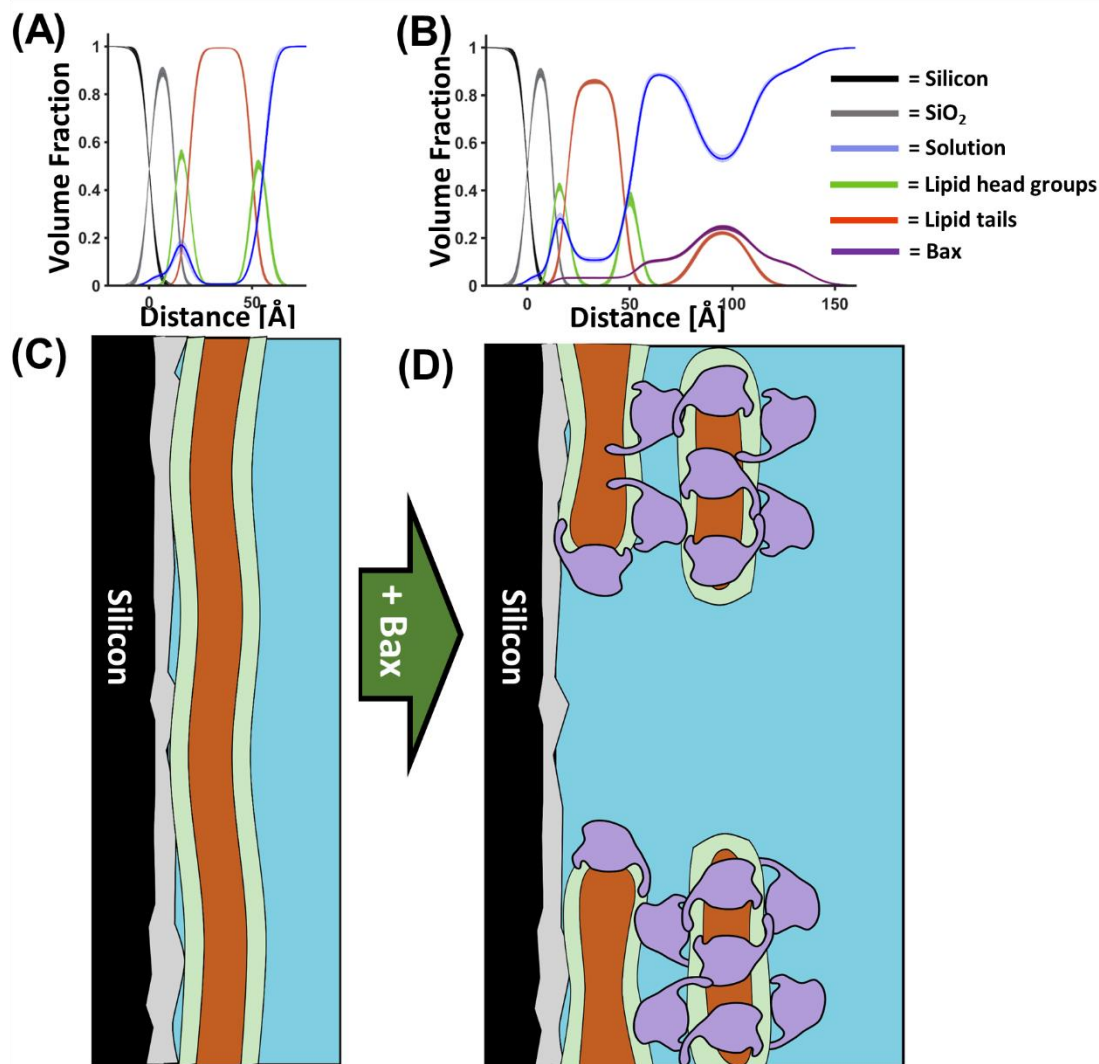 (A)
1
0.8
0.6
0.4
0.2
0
Volume Fraction
0
50
Distance [Å]
(B)
1
0.8
0.6
0.4
0.2
0
Volume Fraction
0
50
100
150
Distance [Å]
= Silicon
= SiO₂
= Solution
= Lipid head groups
= Lipid tails
= Bax
(C)
Silicon
+ Bax
(D)
Silicon